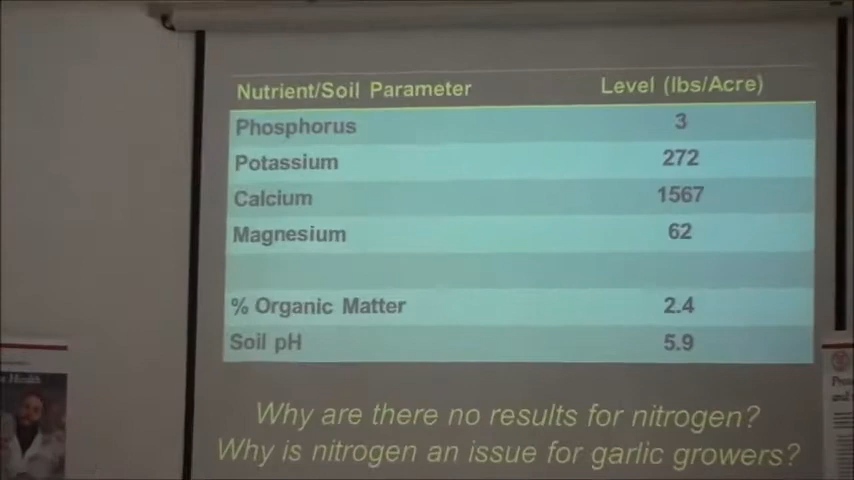 Nutrient/Soil Parameter Level (lbs/Acre)
Phosphorus 3
Potassium 272
Calcium 1567
Magnesium 62
% Organic Matter 2.4
Soil pH 5.9
Why are there no results for nitrogen?
Why is nitrogen an issue for garlic growers?
Health